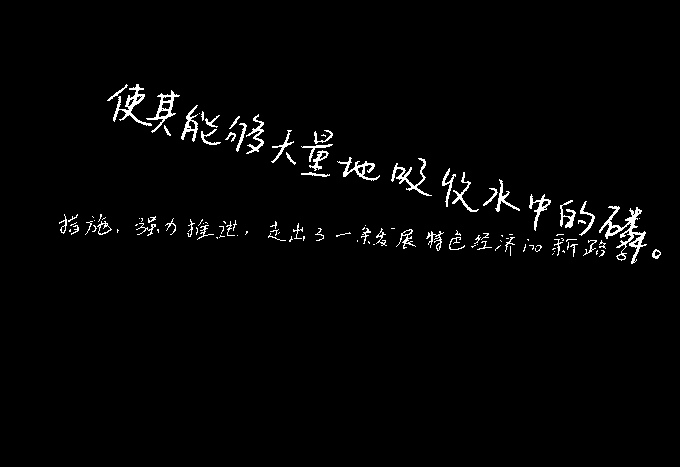 使其能够大量地吸收水中的磷。
措施，强力推进，走出了一条发展特色经济的新路